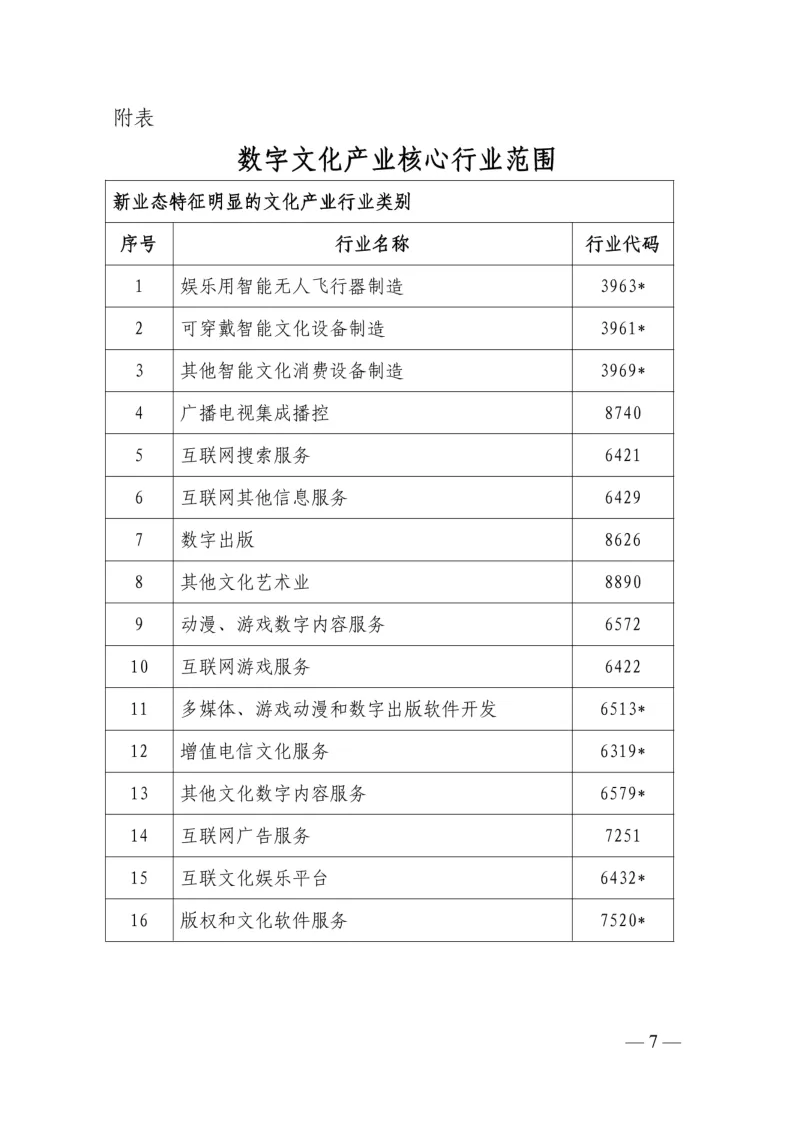 附表
数字文化产业核心行业范围
新业态特征明显的文化产业行业类别
序号 行业名称 行业代码
1 娱乐用智能无人飞行器制造 3963*
2 可穿戴智能文化设备制造 3961*
3 其他智能文化消费设备制造 3969*
4 广播电视集成播控 8740
5 互联网搜索服务 6421
6 互联网其他信息服务 6429
7 数字出版 8626
8 其他文化艺术业 8890
9 动漫、游戏数字内容服务 6572
10 互联网游戏服务 6422
11 多媒体、游戏动漫和数字出版软件开发 6513*
12 增值电信文化服务 6319*
13 其他文化数字内容服务 6579*
14 互联网广告服务 7251
15 互联文化娱乐平台 6432*
16 版权和文化软件服务 7520*
— 7 —